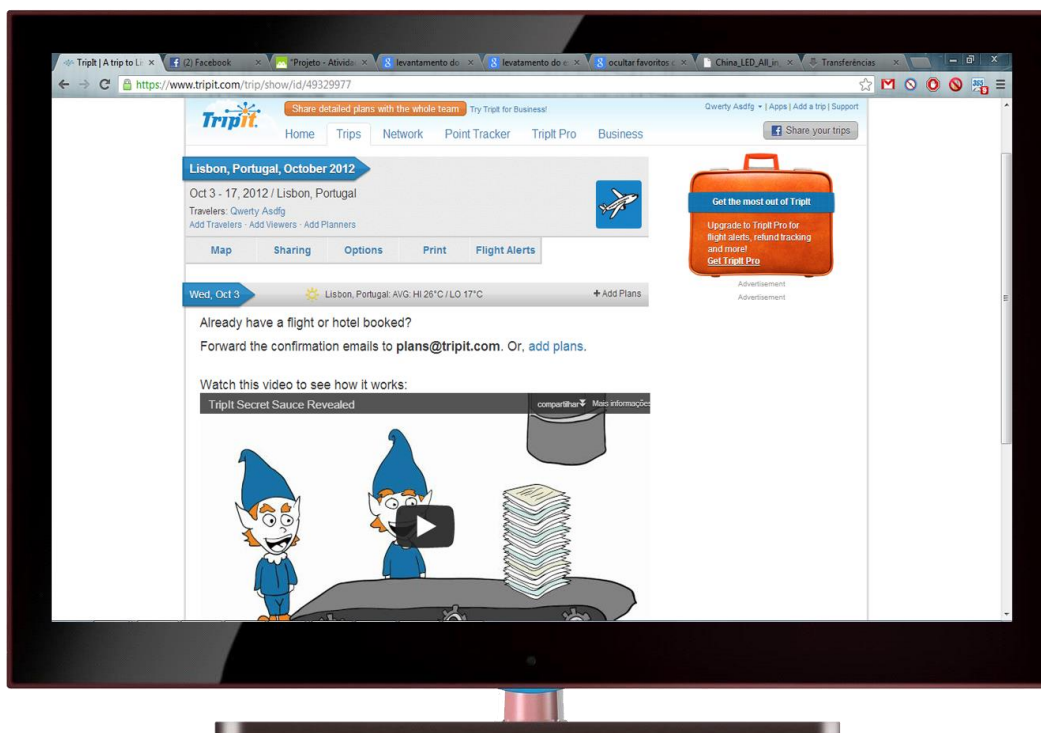 TripIt | A trip to Li
(2) Facebook
"Projeto - Ativida
levantamento do
levatamento do e
ocultar favoritos
China_LED_All_in_
Transferências
https://www.tripit.com/trip/show/id/49329977
TripIt.
Share detailed plans with the whole team
Try TripIt for Business!
Qwerty Asdfg | Apps | Add a trip | Support
Home Trips Network Point Tracker TripIt Pro Business
Share your trips
Lisbon, Portugal, October 2012
Oct 3 - 17, 2012 / Lisbon, Portugal
Travelers: Qwerty Asdfg
Add Travelers · Add Viewers · Add Planners
Map Sharing Options Print Flight Alerts
Get the most out of TripIt
Upgrade to TripIt Pro for
flight alerts, refund tracking
and more!
Get TripIt Pro
Advertisement
Advertisement
Wed, Oct 3
Lisbon, Portugal: AVG: HI 26°C / LO 17°C
+ Add Plans
Already have a flight or hotel booked?
Forward the confirmation emails to plans@tripit.com. Or, add plans.
Watch this video to see how it works:
TripIt Secret Sauce Revealed
compartilhar
Mais informações